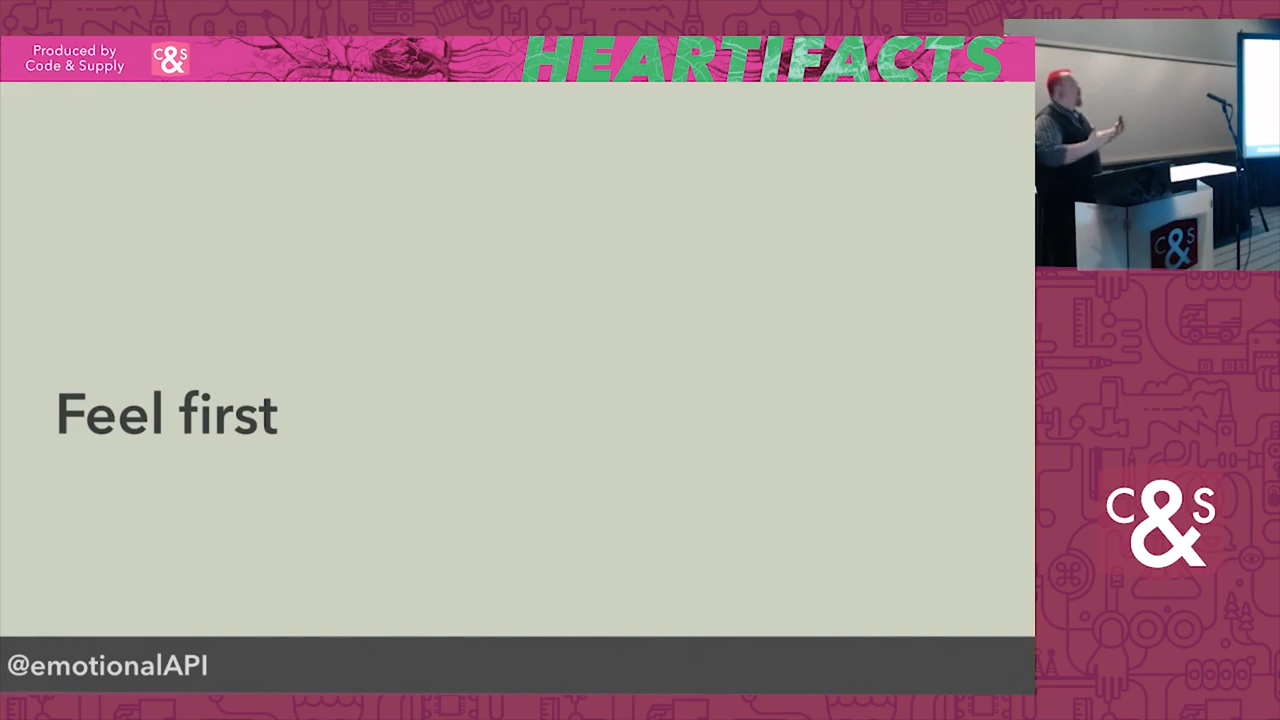 Produced by
Code & Supply
C&S
HEARTIFACTS
C&S
Feel first
C&S
@emotionalAPI